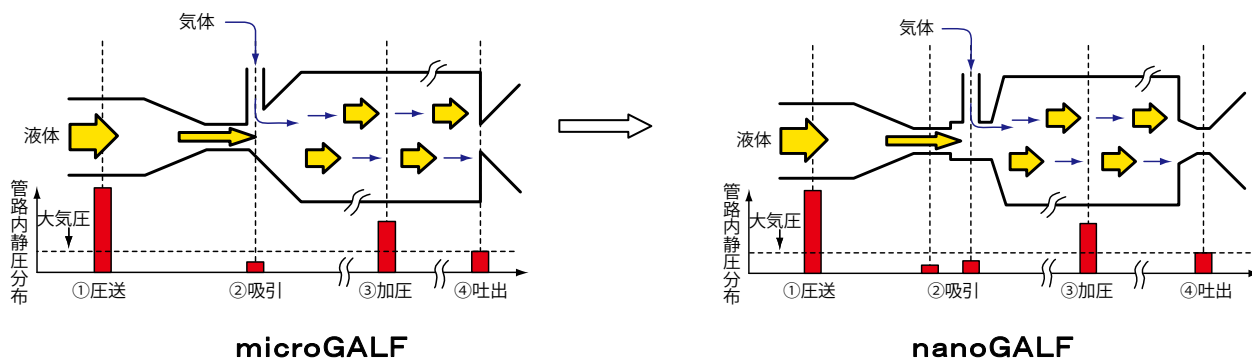 気体
液体
管路内静圧分布
大気圧
①圧送
②吸引
③加圧
④吐出
microGALF
気体
液体
管路内静圧分布
大気圧
①圧送
②吸引
③加圧
④吐出
nanoGALF